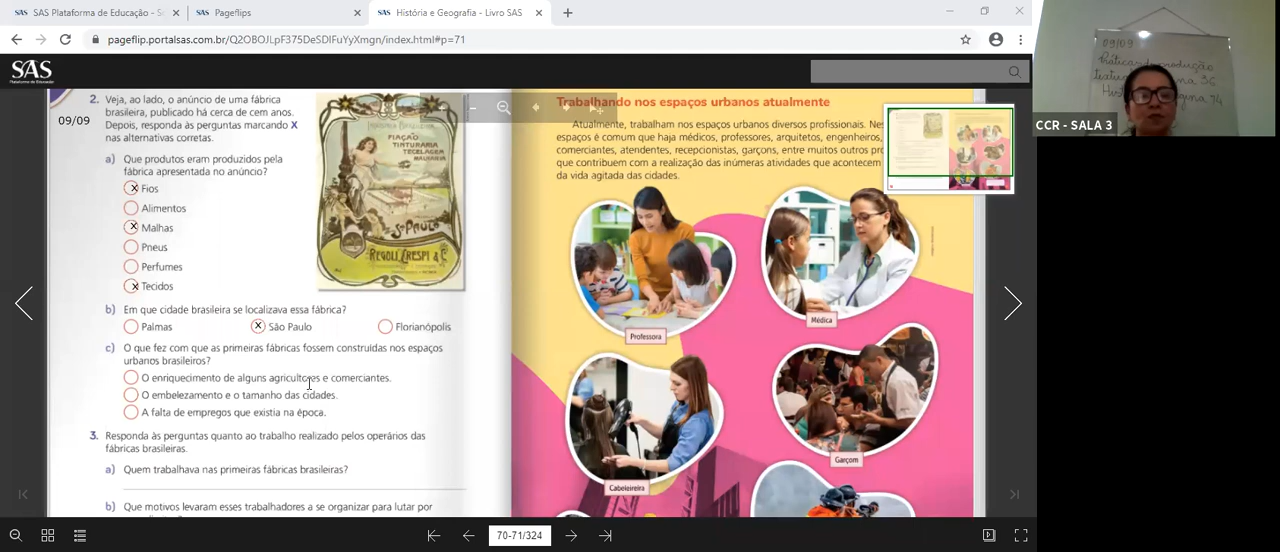 SAS Plataforma de Educação - S
Pageflips
História e Geografia - Livro SAS
pageflip.portalsas.com.br/Q2OBOJLpF375DeSDIFuYyXmgn/index.html#p=71
SAS
Plataforma de Educação
09/09
2. Veja, ao lado, o anúncio de uma fábrica
brasileira, publicado há cerca de cem anos.
Depois, responda às perguntas marcando X
nas alternativas corretas.
a) Que produtos eram produzidos pela
fábrica apresentada no anúncio?
X Fios
Alimentos
X Malhas
Pneus
Perfumes
X Tecidos
b) Em que cidade brasileira se localizava essa fábrica?
Palmas
X São Paulo
Florianópolis
c) O que fez com que as primeiras fábricas fossem construídas nos espaços
urbanos brasileiros?
O enriquecimento de alguns agricultores e comerciantes.
O embelezamento e o tamanho das cidades.
A falta de empregos que existia na época.
3. Responda às perguntas quanto ao trabalho realizado pelos operários das
fábricas brasileiras.
a) Quem trabalhava nas primeiras fábricas brasileiras?
b) Que motivos levaram esses trabalhadores a se organizar para lutar por
FIAÇÃO
TINTURARIA
TECELAGEM
MALHARIA
S. PAULO
REGOLI, CRESPI & C.
Trabalhando nos espaços urbanos atualmente
Atualmente, trabalham nos espaços urbanos diversos profissionais. Nes
espaços é comum que haja médicos, professores, arquitetos, engenheiros,
comerciantes, atendentes, recepcionistas, garçons, entre muitos outros pro
que contribuem com a realização das inúmeras atividades que acontecem
da vida agitada das cidades.
Professora
Médica
Cabeleireira
Garçom
70-71/324
09/09
Prática de produção
CCR - SALA 3